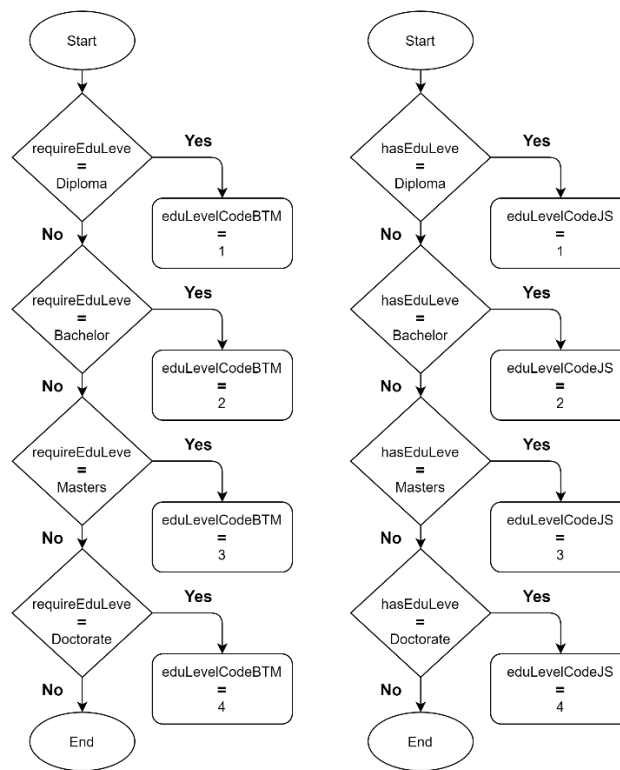 Start
requireEduLeve
=
Diploma
Yes
eduLevelCodeBTM
=
1
No
requireEduLeve
=
Bachelor
Yes
eduLevelCodeBTM
=
2
No
requireEduLeve
=
Masters
Yes
eduLevelCodeBTM
=
3
No
requireEduLeve
=
Doctorate
Yes
eduLevelCodeBTM
=
4
No
End
Start
hasEduLeve
=
Diploma
Yes
eduLevelCodeJS
=
1
No
hasEduLeve
=
Bachelor
Yes
eduLevelCodeJS
=
2
No
hasEduLeve
=
Masters
Yes
eduLevelCodeJS
=
3
No
hasEduLeve
=
Doctorate
Yes
eduLevelCodeJS
=
4
No
End